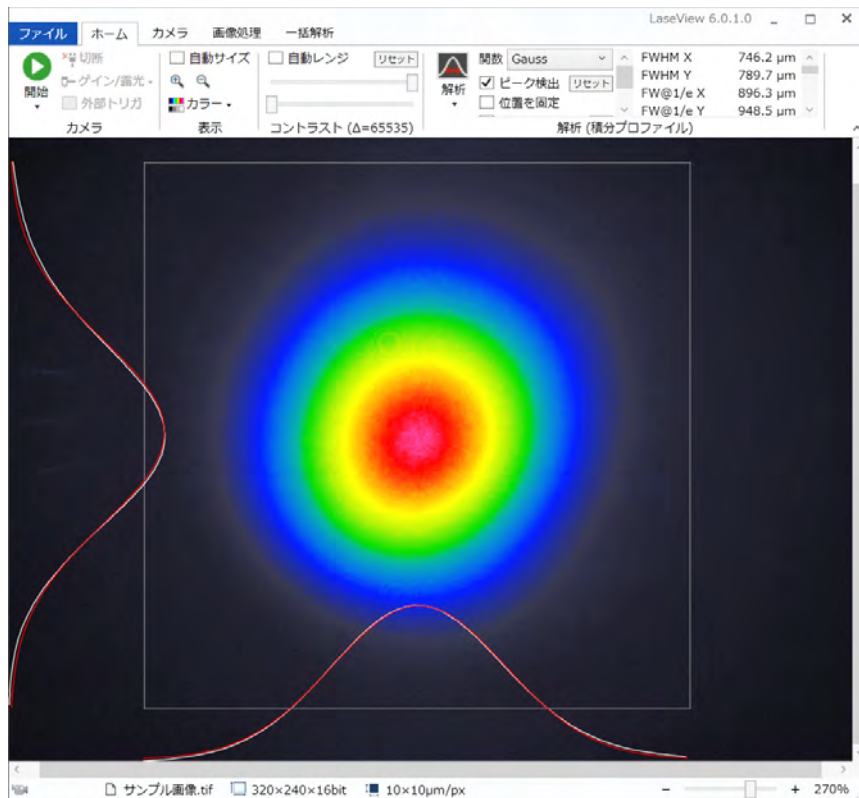 LaseView 6.0.1.0
ファイル ホーム カメラ 画像処理 一括解析
開始
切断
ゲイン/露光
外部トリガ
カメラ
自動サイズ
カラー
表示
自動レンジ リセット
コントラスト (Δ=65535)
解析
関数 Gauss
ピーク検出 リセット
位置を固定
FWHM X 746.2 µm
FWHM Y 789.7 µm
FW@1/e X 896.3 µm
FW@1/e Y 948.5 µm
解析 (積分プロファイル)
サンプル画像.tif 320×240×16bit 10×10µm/px − + 270%